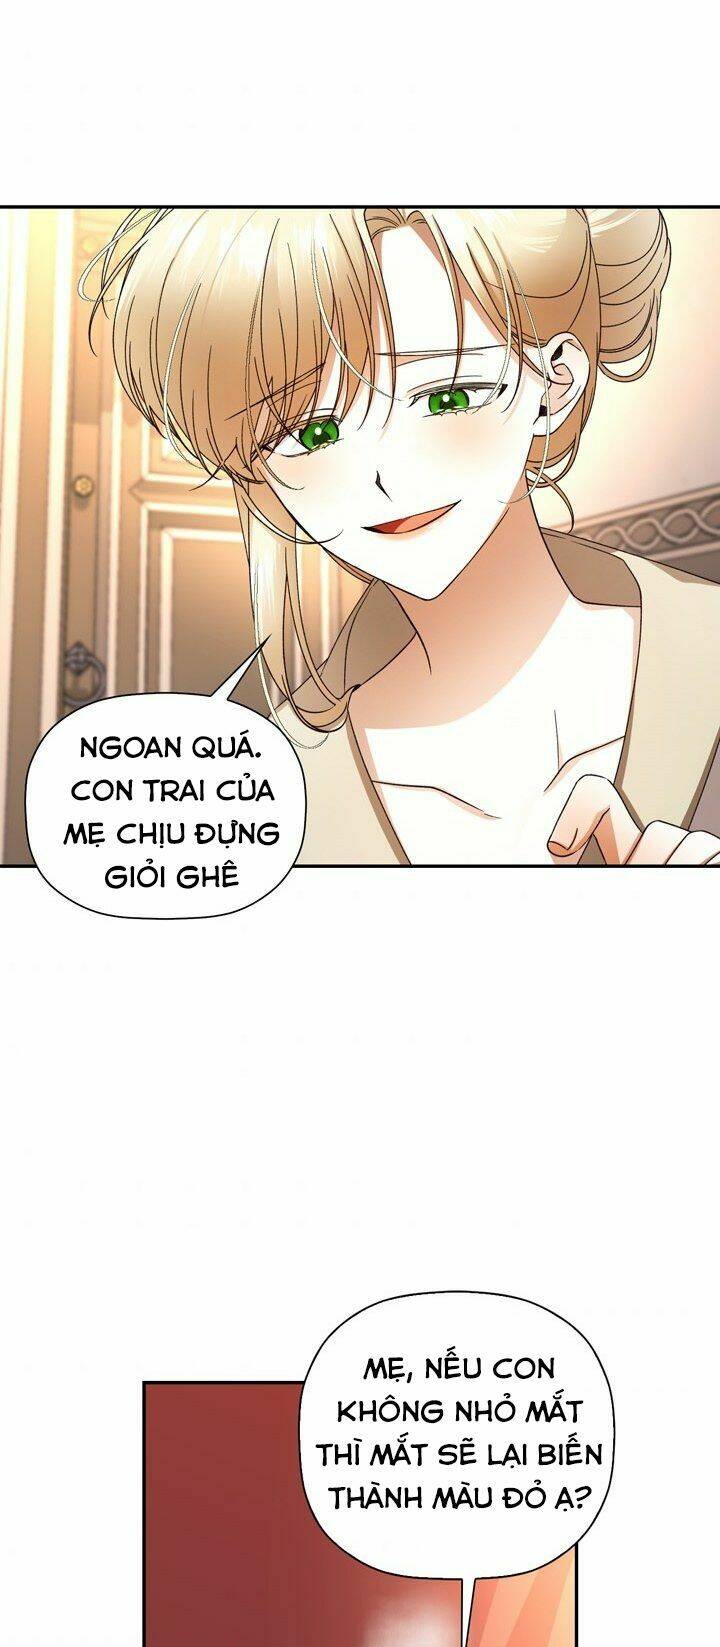 NGOAN QUÁ.
CON TRAI CỦA
MẸ CHỊU ĐỰNG
GIỎI GHÊ
MẸ, NẾU CON
KHÔNG NHỎ MẮT
THÌ MẮT SẼ LẠI BIẾN
THÀNH MÀU ĐỎ Ạ?